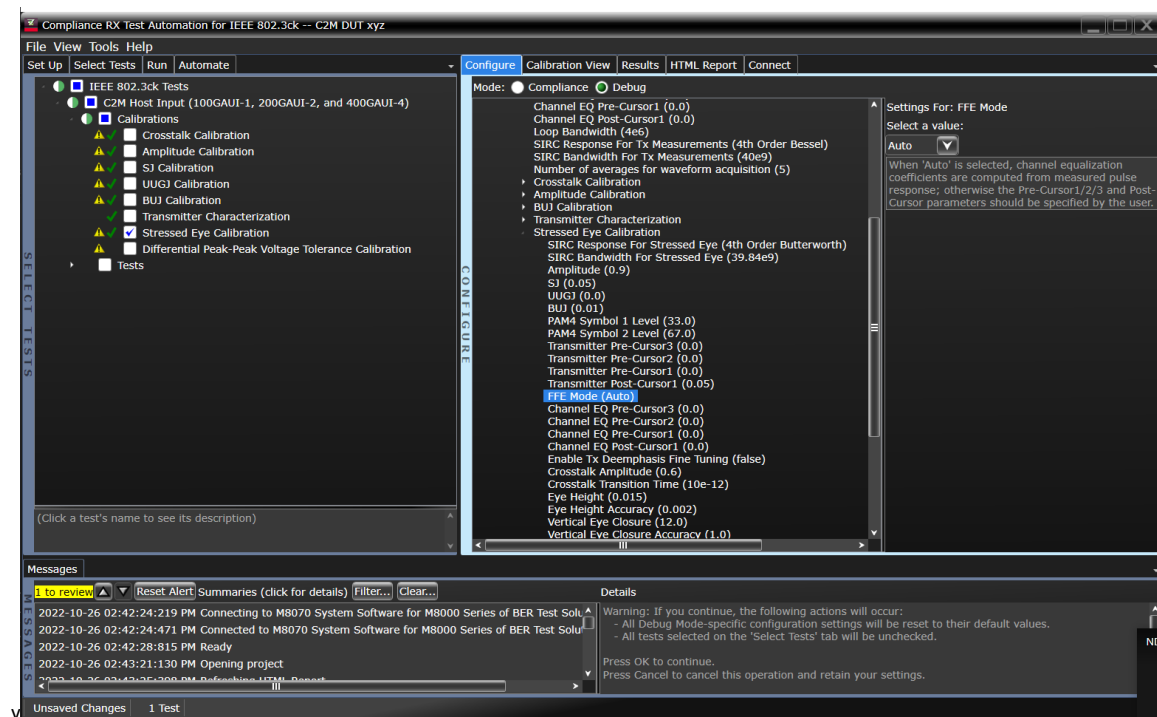 Compliance RX Test Automation for IEEE 802.3ck -- C2M DUT xyz
File View Tools Help
Set Up Select Tests Run Automate
IEEE 802.3ck Tests
C2M Host Input (100GAUI-1, 200GAUI-2, and 400GAUI-4)
Calibrations
Crosstalk Calibration
Amplitude Calibration
SJ Calibration
UUGJ Calibration
BUJ Calibration
Transmitter Characterization
Stressed Eye Calibration
Differential Peak-Peak Voltage Tolerance Calibration
Tests
SELECT TESTS
(Click a test's name to see its description)
Configure Calibration View Results HTML Report Connect
Mode: Compliance Debug
CONFIGURE
Channel EQ Pre-Cursor1 (0.0)
Channel EQ Post-Cursor1 (0.0)
Loop Bandwidth (4e6)
SIRC Response For Tx Measurements (4th Order Bessel)
SIRC Bandwidth For Tx Measurements (40e9)
Number of averages for waveform acquisition (5)
Crosstalk Calibration
Amplitude Calibration
BUJ Calibration
Transmitter Characterization
Stressed Eye Calibration
SIRC Response For Stressed Eye (4th Order Butterworth)
SIRC Bandwidth For Stressed Eye (39.84e9)
Amplitude (0.9)
SJ (0.05)
UUGJ (0.0)
BUJ (0.01)
PAM4 Symbol 1 Level (33.0)
PAM4 Symbol 2 Level (67.0)
Transmitter Pre-Cursor3 (0.0)
Transmitter Pre-Cursor2 (0.0)
Transmitter Pre-Cursor1 (0.0)
Transmitter Post-Cursor1 (0.05)
FFE Mode (Auto)
Channel EQ Pre-Cursor3 (0.0)
Channel EQ Pre-Cursor2 (0.0)
Channel EQ Pre-Cursor1 (0.0)
Channel EQ Post-Cursor1 (0.0)
Enable Tx Deemphasis Fine Tuning (false)
Crosstalk Amplitude (0.6)
Crosstalk Transition Time (10e-12)
Eye Height (0.015)
Eye Height Accuracy (0.002)
Vertical Eye Closure (12.0)
Vertical Eye Closure Accuracy (1.0)
Settings For: FFE Mode
Select a value:
Auto
When 'Auto' is selected, channel equalization
coefficients are computed from measured pulse
response; otherwise the Pre-Cursor1/2/3 and Post-
Cursor parameters should be specified by the user.
Messages
MESSAGES
1 to review Reset Alert Summaries (click for details) Filter... Clear...
2022-10-26 02:42:24:219 PM Connecting to M8070 System Software for M8000 Series of BER Test Solu
2022-10-26 02:42:24:471 PM Connected to M8070 System Software for M8000 Series of BER Test Solu
2022-10-26 02:42:28:815 PM Ready
2022-10-26 02:43:21:130 PM Opening project
Refreshing HTML Report
Details
Warning: If you continue, the following actions will occur:
- All Debug Mode-specific configuration settings will be reset to their default values.
- All tests selected on the 'Select Tests' tab will be unchecked.
Press OK to continue.
Press Cancel to cancel this operation and retain your settings.
Unsaved Changes 1 Test